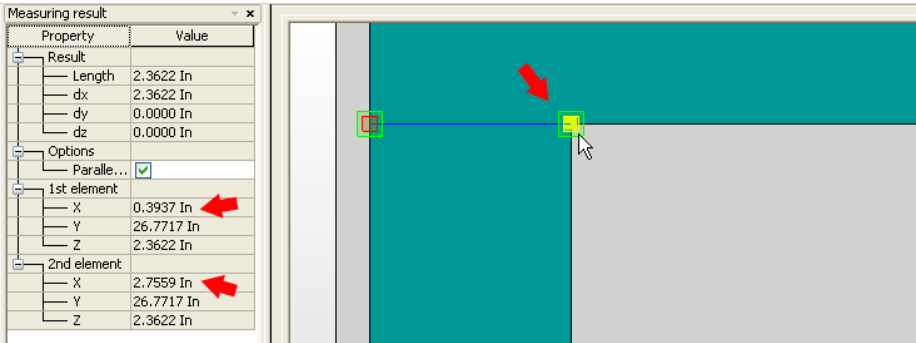 Measuring result
Property Value
Result
Length 2.3622 In
dx 2.3622 In
dy 0.0000 In
dz 0.0000 In
Options
Paralle...
1st element
X 0.3937 In
Y 26.7717 In
Z 2.3622 In
2nd element
X 2.7559 In
Y 26.7717 In
Z 2.3622 In